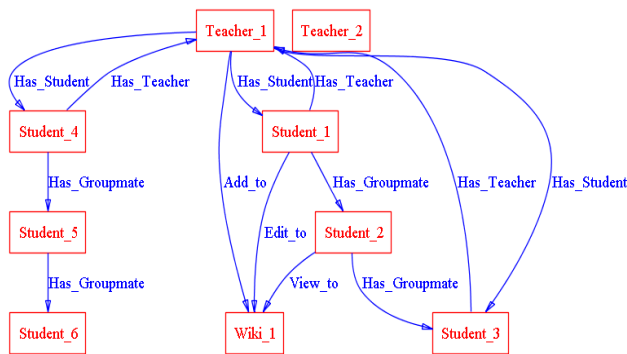 Teacher_1
Teacher_2
Has_Student
Has_Teacher
Has_Student
Has_Teacher
Student_4
Student_1
Has_Groupmate
Add_to
Has_Groupmate
Has_Teacher
Has_Student
Student_5
Edit_to
Student_2
Has_Groupmate
View_to
Has_Groupmate
Student_6
Wiki_1
Student_3